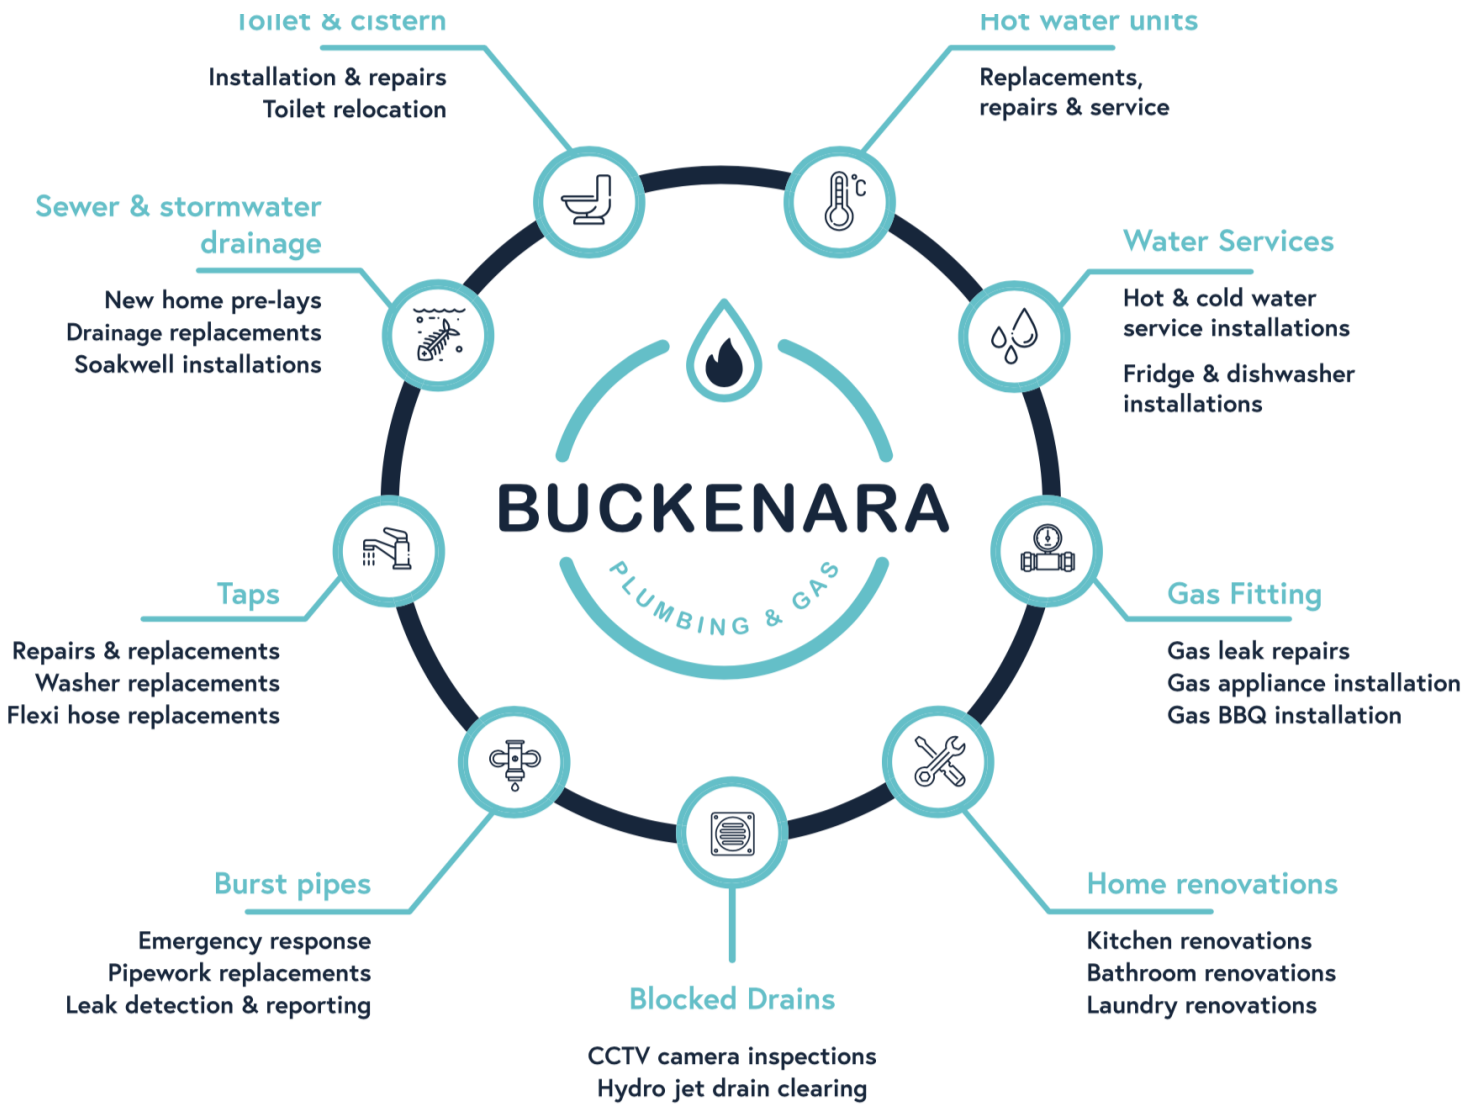 Toilet & cistern
Installation & repairs
Toilet relocation
Hot water units
Replacements,
repairs & service
Sewer & stormwater
drainage
New home pre-lays
Drainage replacements
Soakwell installations
Water Services
Hot & cold water
service installations
Fridge & dishwasher
installations
°C
BUCKENARA
PLUMBING & GAS
Taps
Repairs & replacements
Washer replacements
Flexi hose replacements
Gas Fitting
Gas leak repairs
Gas appliance installation
Gas BBQ installation
Burst pipes
Emergency response
Pipework replacements
Leak detection & reporting
Home renovations
Kitchen renovations
Bathroom renovations
Laundry renovations
Blocked Drains
CCTV camera inspections
Hydro jet drain clearing